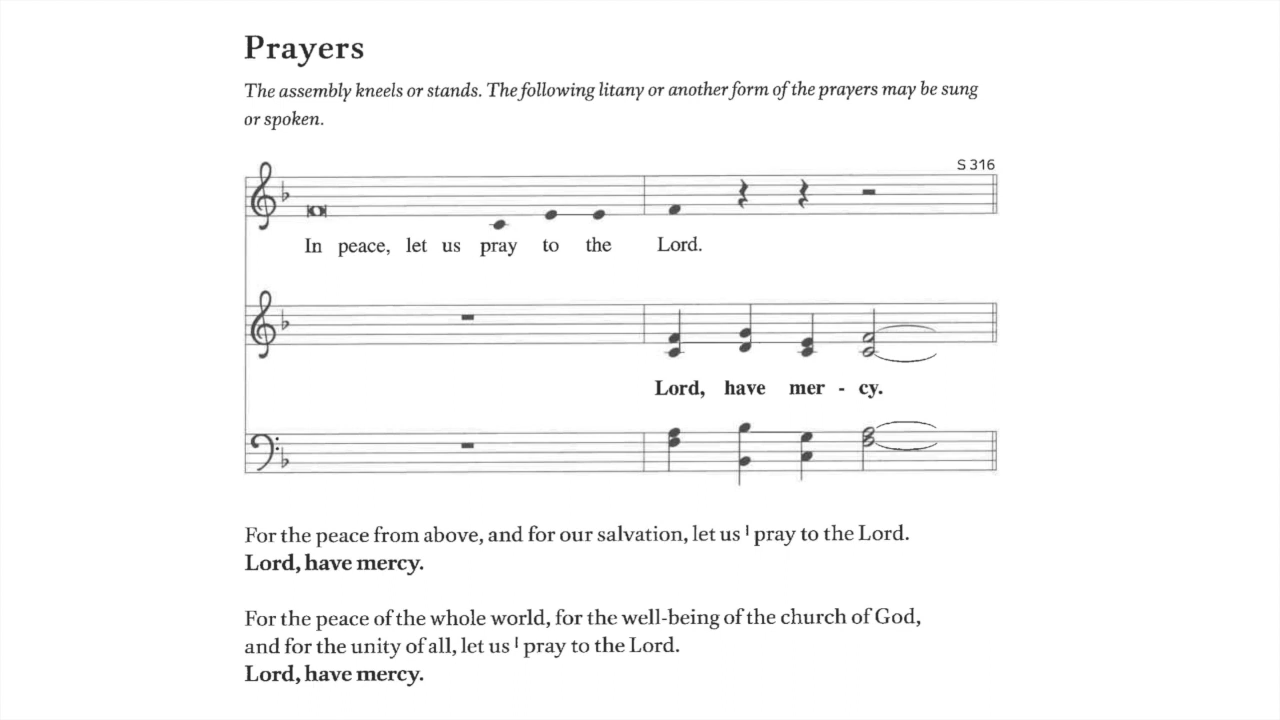 Prayers
The assembly kneels or stands. The following litany or another form of the prayers may be sung
or spoken.
S 316
In peace, let us pray to the Lord.
Lord, have mer - cy.
For the peace from above, and for our salvation, let us | pray to the Lord.
Lord, have mercy.
For the peace of the whole world, for the well-being of the church of God,
and for the unity of all, let us | pray to the Lord.
Lord, have mercy.